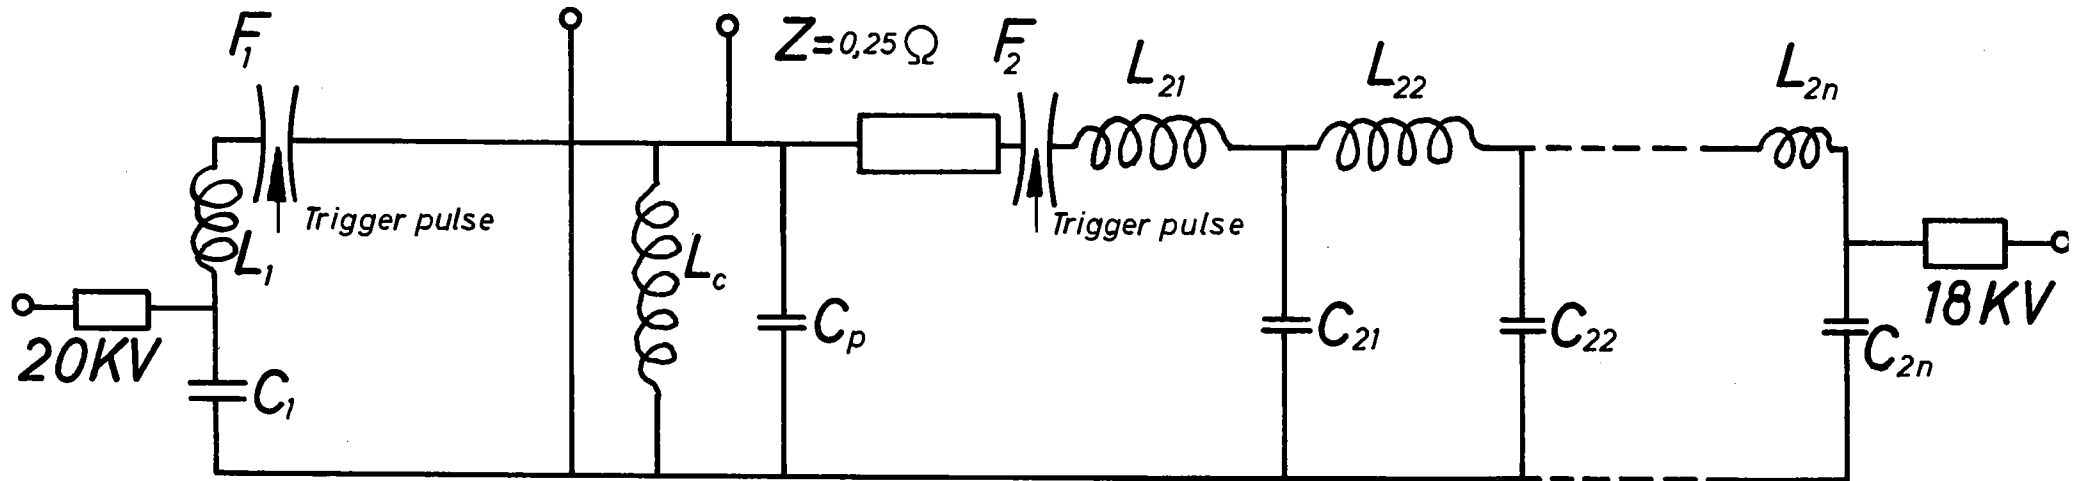 F1
Z=0,25 Ω
F2
L21
L22
L2n
Trigger pulse
Trigger pulse
L1
Lc
20KV
C1
Cp
C21
C22
C2n
18KV